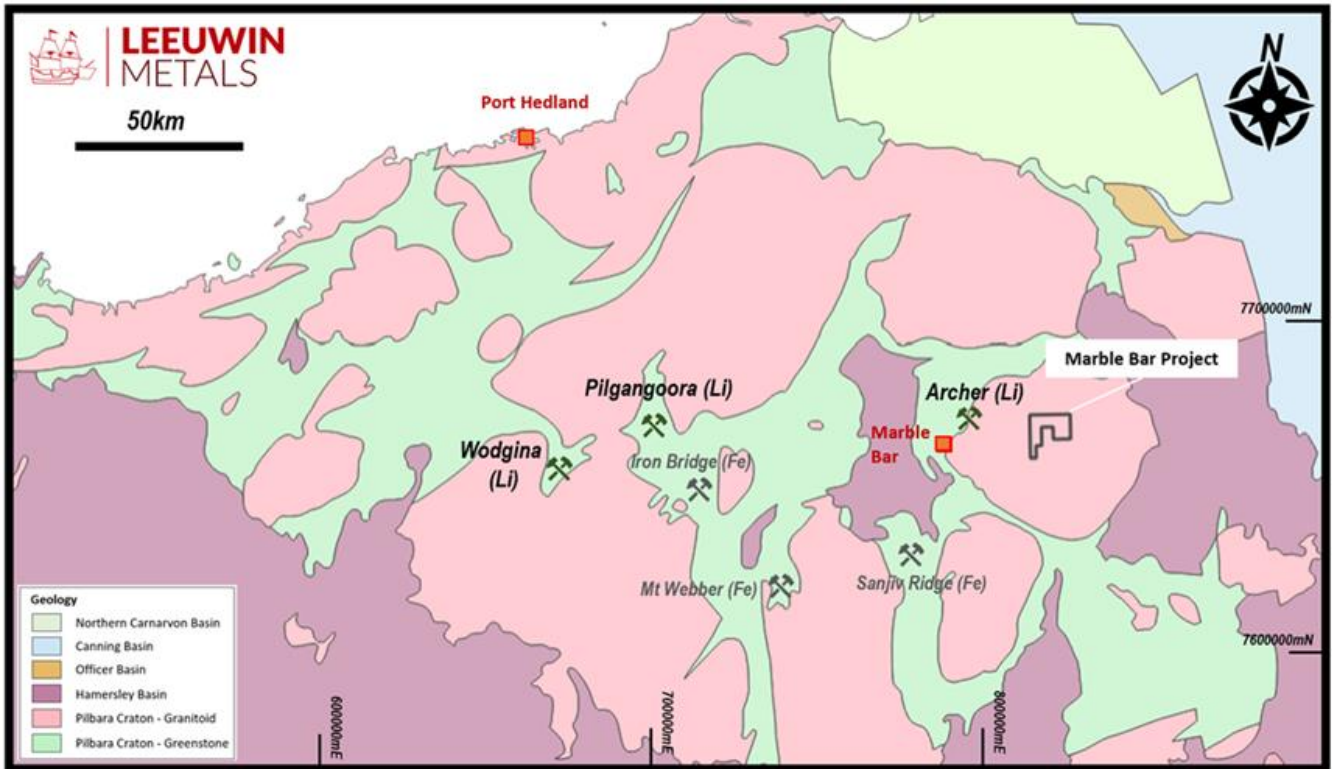 LEEUWIN
METALS
50km
N
Port Hedland
7700000mN
Marble Bar Project
Pilgangoora (Li)
Archer (Li)
Marble
Bar
Wodgina
(Li)
Iron Bridge (Fe)
Mt Webber (Fe)
Sanjiv Ridge (Fe)
Geology
Northern Carnarvon Basin
Canning Basin
Officer Basin
Hamersley Basin
Pilbara Craton - Granitoid
Pilbara Craton - Greenstone
7600000mN
600000mE
700000mE
800000mE